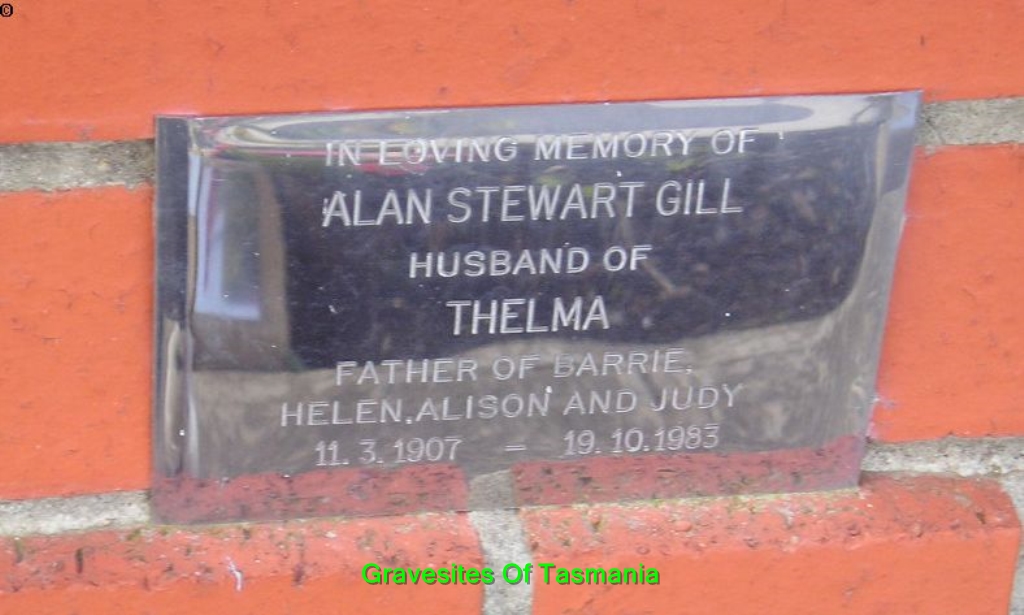 ©
IN LOVING MEMORY OF
ALAN STEWART GILL
HUSBAND OF
THELMA
FATHER OF BARRIE,
HELEN, ALISON AND JUDY
11. 3. 1907 – 19. 10. 1983
Gravesites Of Tasmania